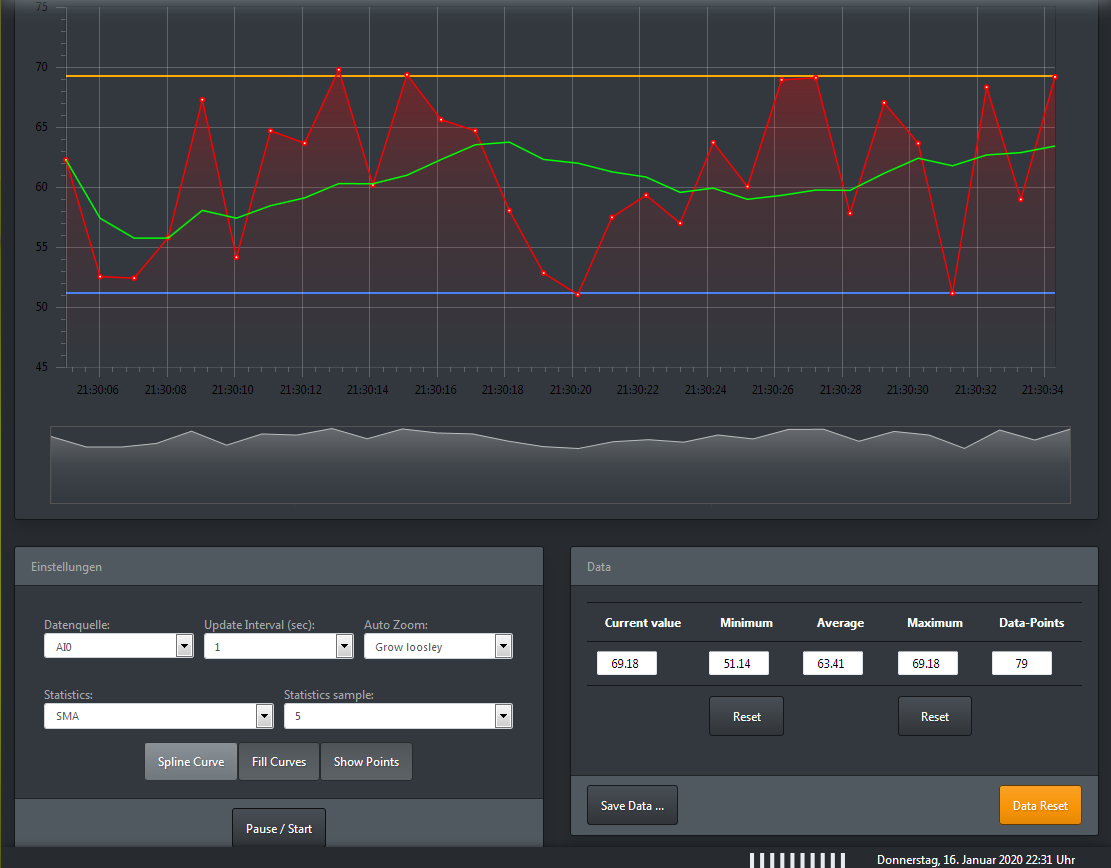 75
70
65
60
55
50
45
21:30:06 21:30:08 21:30:10 21:30:12 21:30:14 21:30:16 21:30:18 21:30:20 21:30:22 21:30:24 21:30:26 21:30:28 21:30:30 21:30:32 21:30:34
Einstellungen
Datenquelle: Update Interval (sec): Auto Zoom:
AI0 1 Grow loosley
Statistics: Statistics sample:
SMA 5
Spline Curve Fill Curves Show Points
Pause / Start
Data
Current value Minimum Average Maximum Data-Points
69.18 51.14 63.41 69.18 79
Reset Reset
Save Data ... Data Reset
Donnerstag, 16. Januar 2020 22:31 Uhr